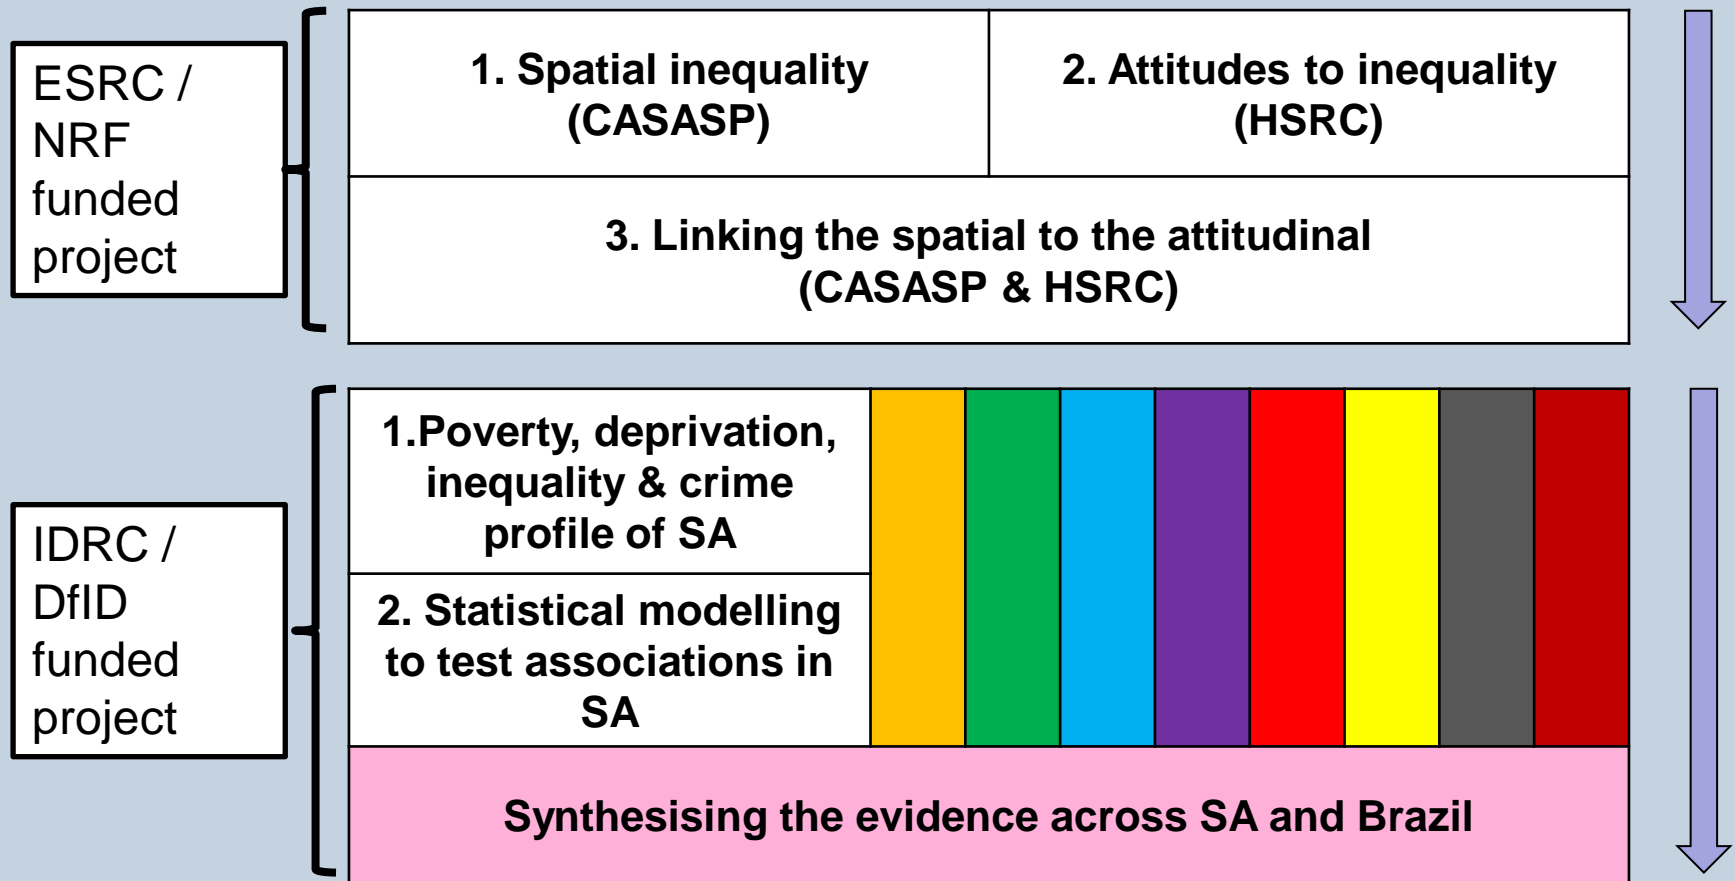 ESRC /
NRF
funded
project
1. Spatial inequality
(CASASP)
2. Attitudes to inequality
(HSRC)
3. Linking the spatial to the attitudinal
(CASASP & HSRC)
IDRC /
DfID
funded
project
1.Poverty, deprivation,
inequality & crime
profile of SA
2. Statistical modelling
to test associations in
SA
Synthesising the evidence across SA and Brazil